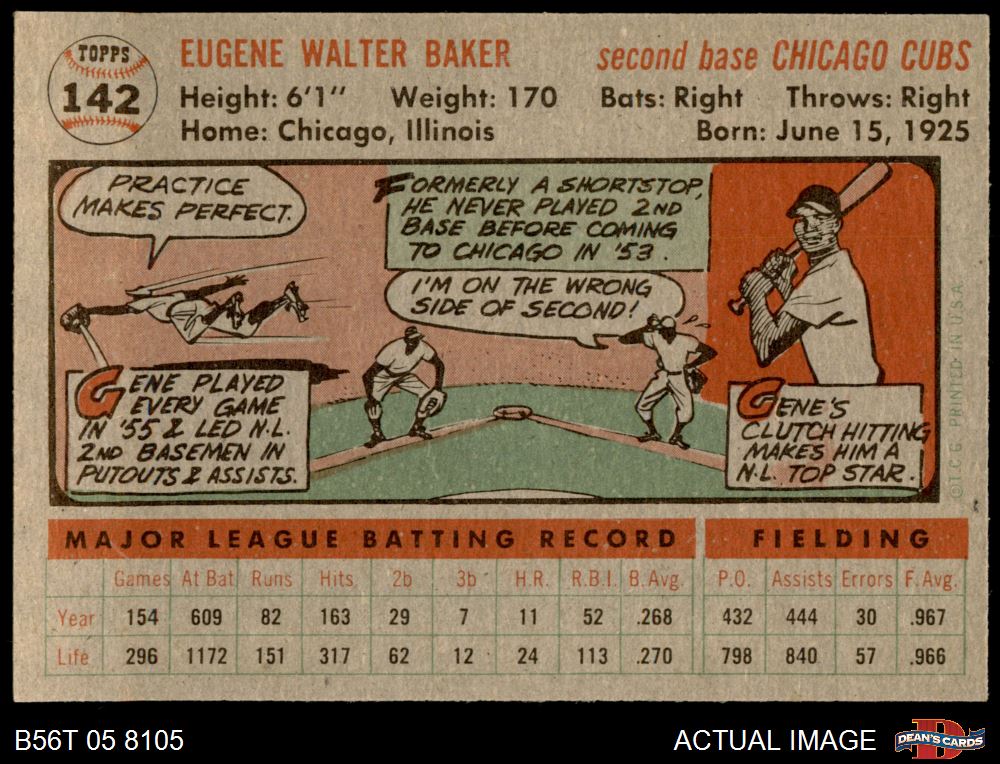 TOPPS
142
EUGENE WALTER BAKER
second base CHICAGO CUBS
Height: 6'1" Weight: 170 Bats: Right Throws: Right
Home: Chicago, Illinois Born: June 15, 1925
PRACTICE
MAKES PERFECT.
FORMERLY A SHORTSTOP,
HE NEVER PLAYED 2ND
BASE BEFORE COMING
TO CHICAGO IN '53.
I'M ON THE WRONG
SIDE OF SECOND!
GENE PLAYED
EVERY GAME
IN '55 & LED N.L.
2ND BASEMEN IN
PUTOUTS & ASSISTS.
GENE'S
CLUTCH HITTING
MAKES HIM A
N.L. TOP STAR.
©T.C.G. PRINTED IN U.S.A.
MAJOR LEAGUE BATTING RECORD FIELDING
Games At Bat Runs Hits 2b 3b H.R. R.B.I. B.Avg. P.O. Assists Errors F.Avg.
Year 154 609 82 163 29 7 11 52 .268 432 444 30 .967
Life 296 1172 151 317 62 12 24 113 .270 798 840 57 .966
B56T 05 8105
ACTUAL IMAGE
DEAN'S CARDS